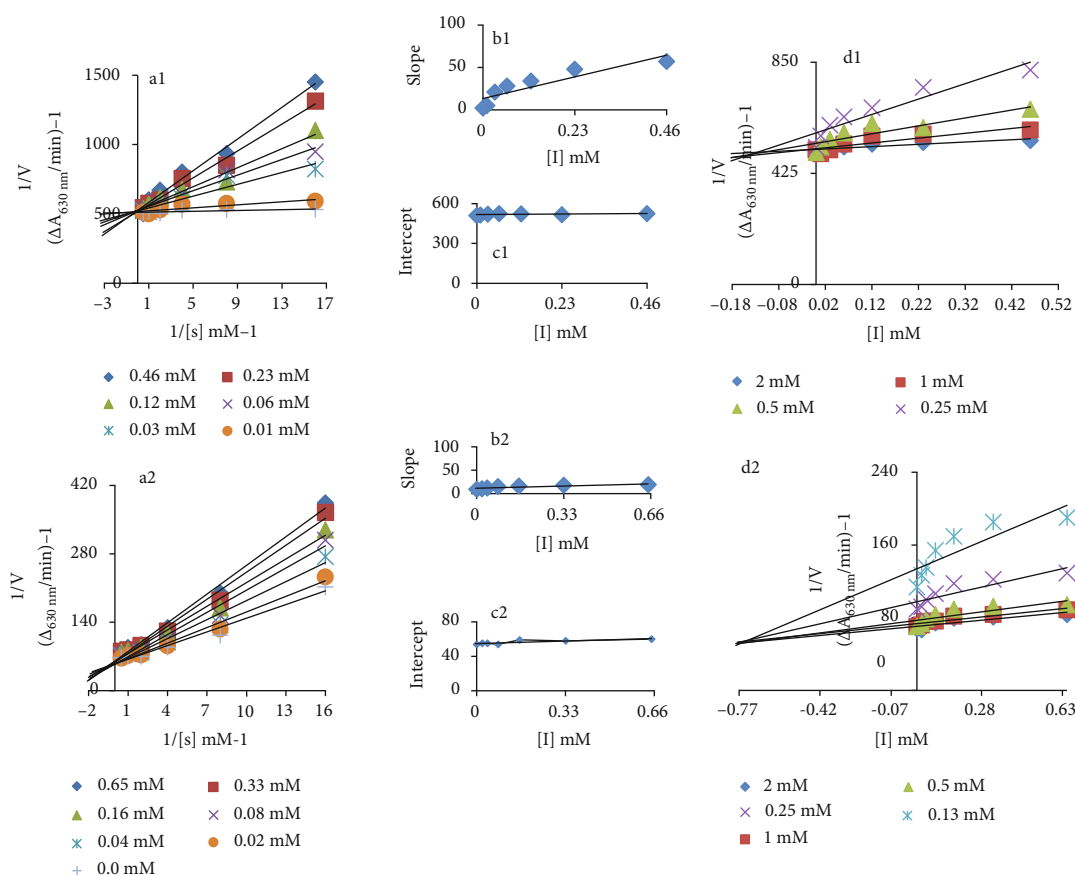 a1
1/V
(ΔA630 nm/min)−1
1500
1000
500
0
−3 1 5 9 13 17
1/[s] mM−1
0.46 mM 0.23 mM
0.12 mM 0.06 mM
0.03 mM 0.01 mM
b1
Slope
100
50
0
0 0.23 0.46
[I] mM
c1
Intercept
600
300
0
0 0.23 0.46
[I] mM
d1
1/V
(ΔA630 nm/min)−1
850
425
0
−0.18 −0.08 0.02 0.12 0.22 0.32 0.42 0.52
[I] mM
2 mM 1 mM
0.5 mM 0.25 mM
a2
1/V
(Δ630 nm/min)−1
420
280
140
0
−2 1 4 7 10 13 16
1/[s] mM-1
0.65 mM 0.33 mM
0.16 mM 0.08 mM
0.04 mM 0.02 mM
0.0 mM
b2
Slope
100
50
0
0 0.33 0.66
[I] mM
c2
Intercept
80
40
0
0 0.33 0.66
[I] mM
d2
1/V
(ΔA630 nm/min)−1
240
160
80
0
−0.77 −0.42 −0.07 0.28 0.63
[I] mM
2 mM 0.5 mM
0.25 mM 0.13 mM
1 mM